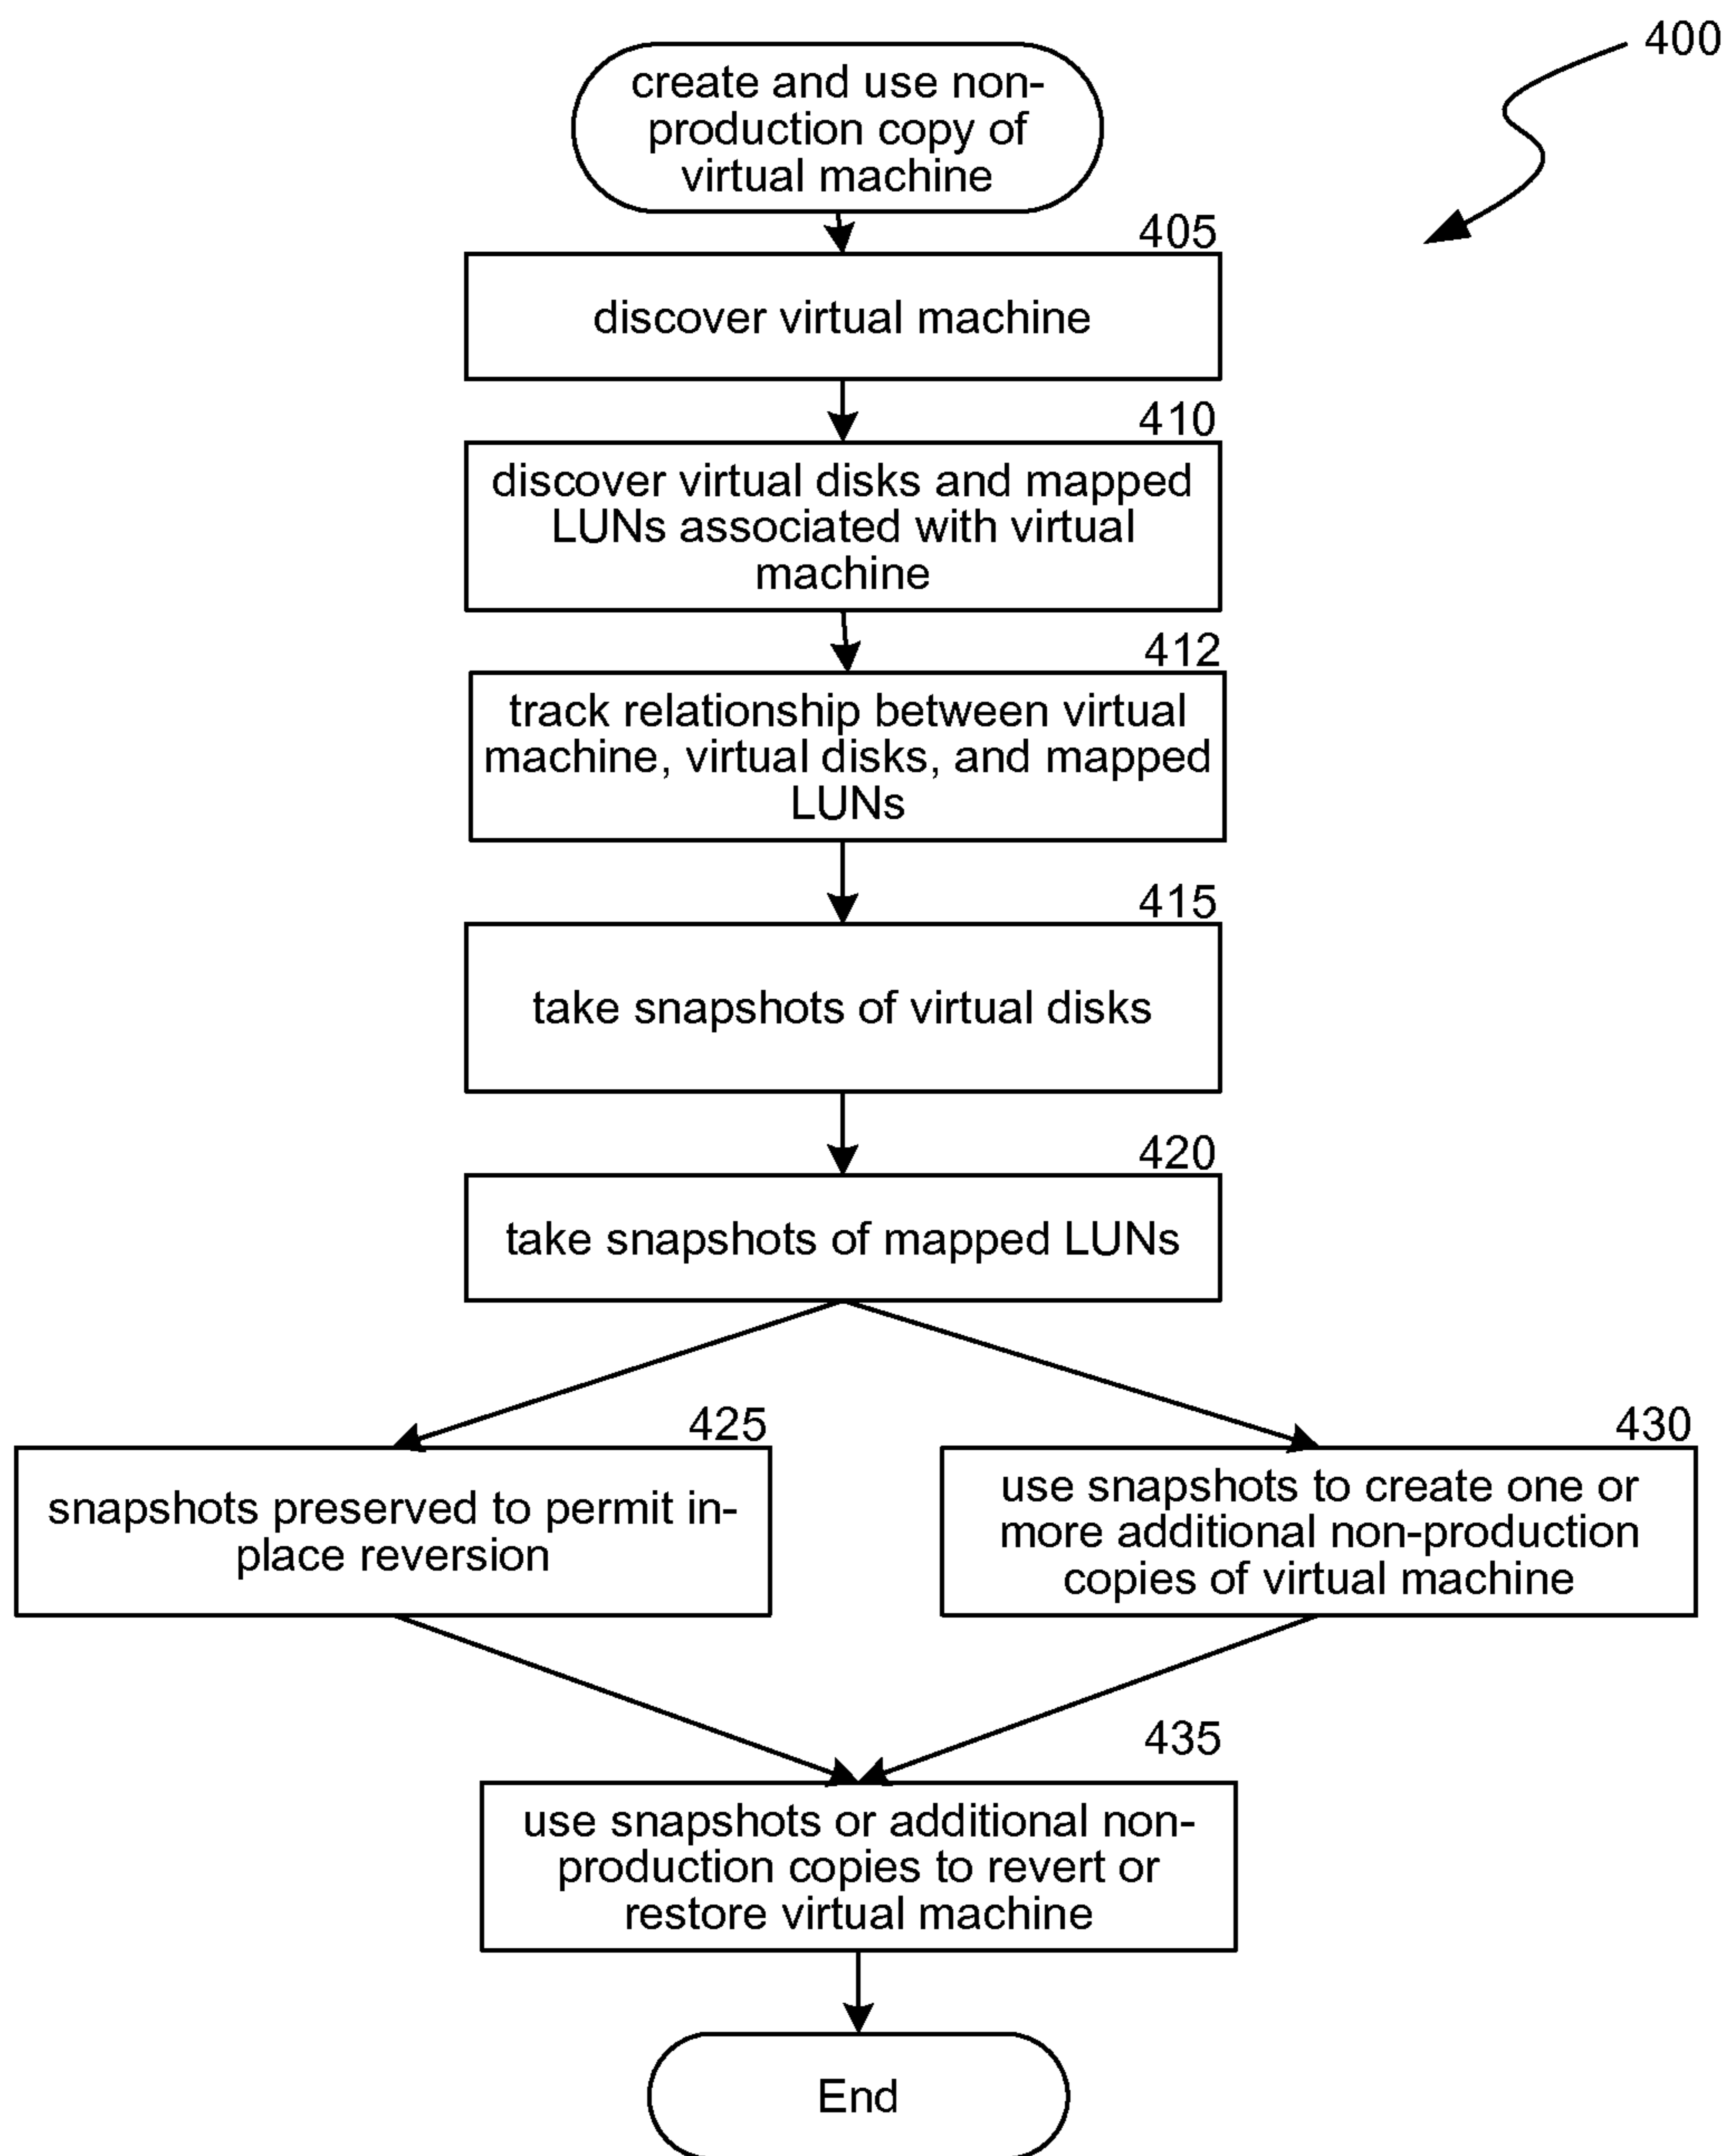 400
create and use non-
production copy of
virtual machine
405
discover virtual machine
410
discover virtual disks and mapped
LUNs associated with virtual
machine
412
track relationship between virtual
machine, virtual disks, and mapped
LUNs
415
take snapshots of virtual disks
420
take snapshots of mapped LUNs
425
snapshots preserved to permit in-
place reversion
430
use snapshots to create one or
more additional non-production
copies of virtual machine
435
use snapshots or additional non-
production copies to revert or
restore virtual machine
End